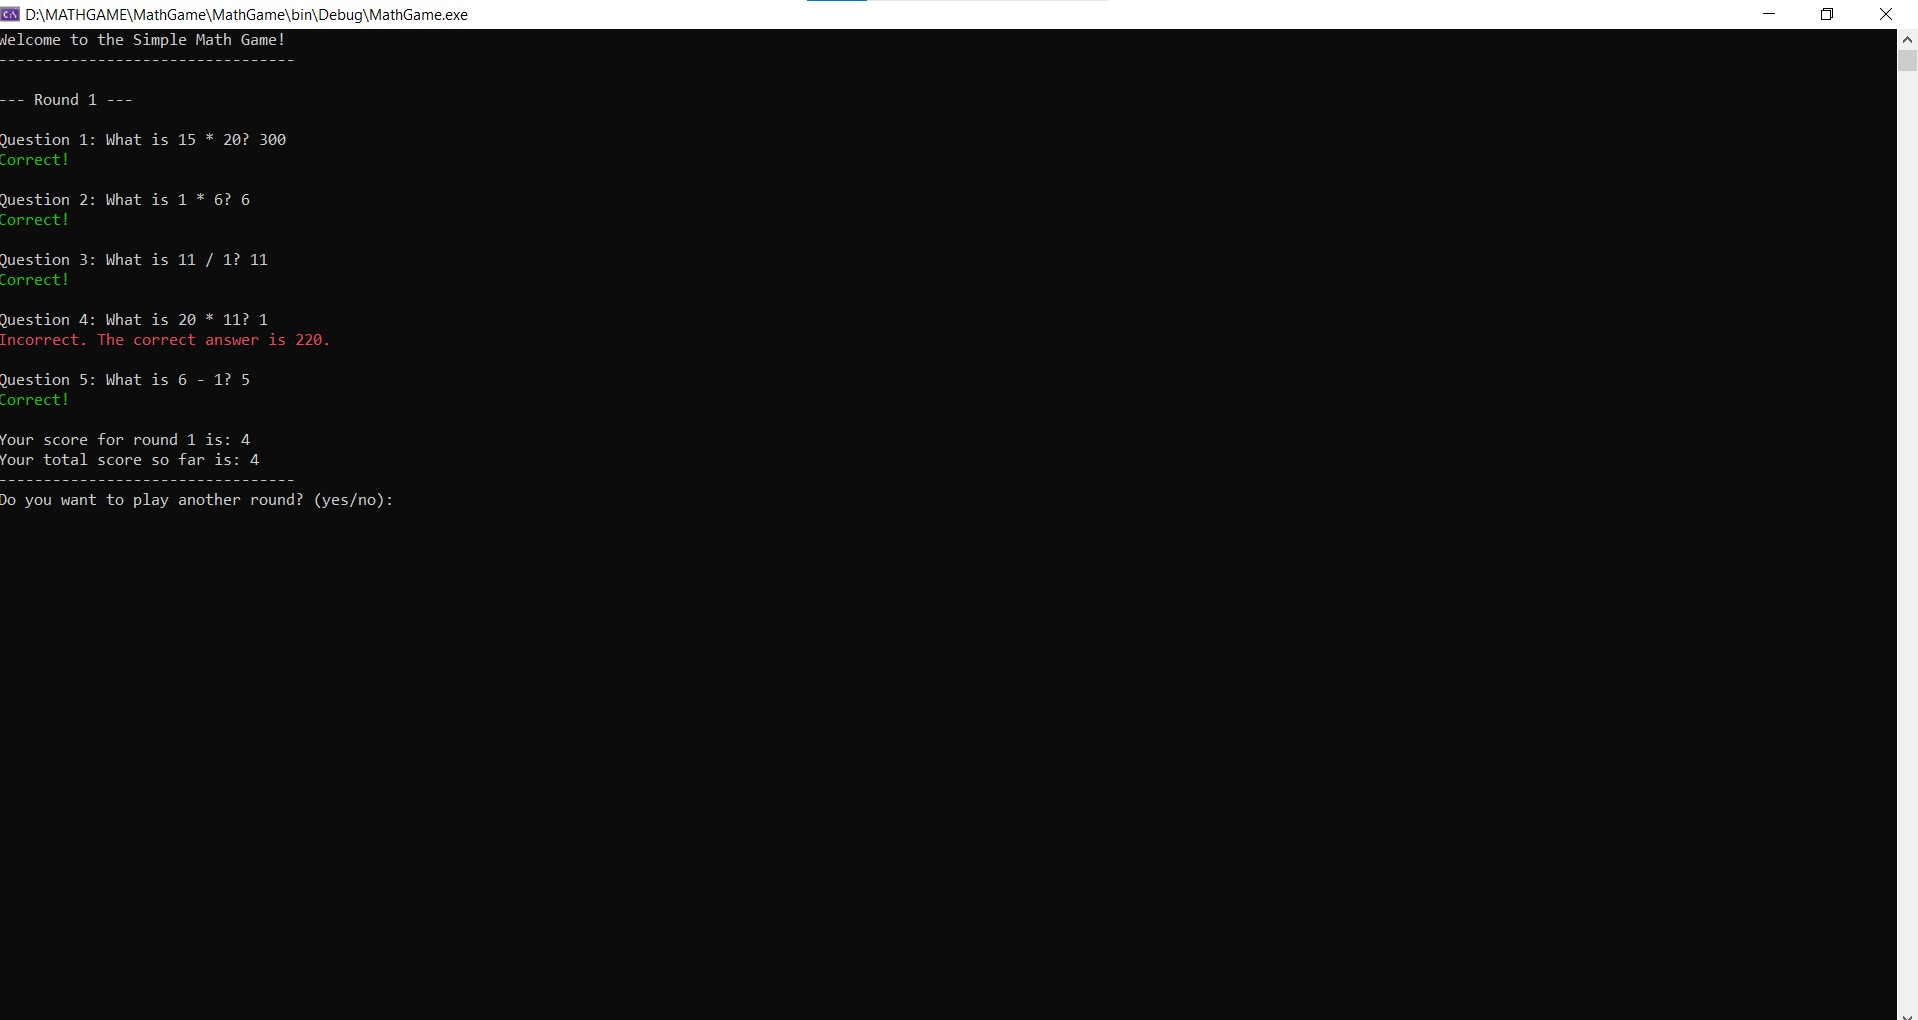 D:\MATHGAME\MathGame\MathGame\bin\Debug\MathGame.exe
Welcome to the Simple Math Game!
---------------------------------
--- Round 1 ---
Question 1: What is 15 * 20? 300
Correct!
Question 2: What is 1 * 6? 6
Correct!
Question 3: What is 11 / 1? 11
Correct!
Question 4: What is 20 * 11? 1
Incorrect. The correct answer is 220.
Question 5: What is 6 - 1? 5
Correct!
Your score for round 1 is: 4
Your total score so far is: 4
---------------------------------
Do you want to play another round? (yes/no):